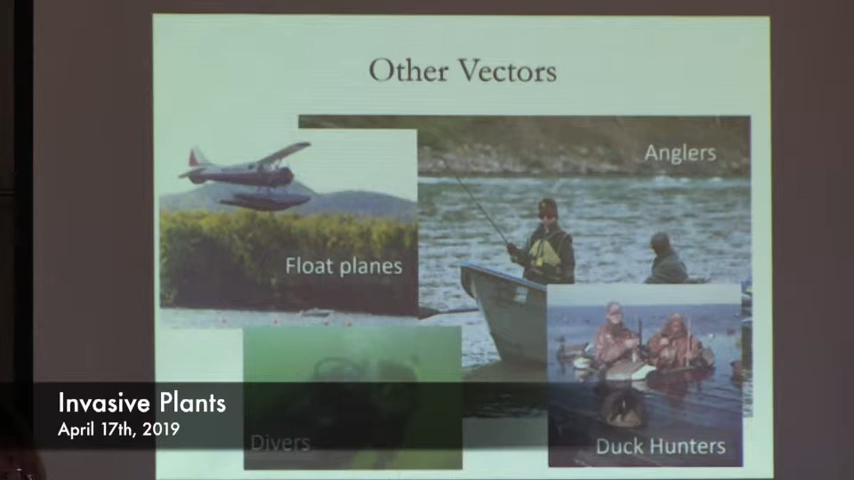 Other Vectors
Anglers
Float planes
Divers
Duck Hunters
Invasive Plants
April 17th, 2019